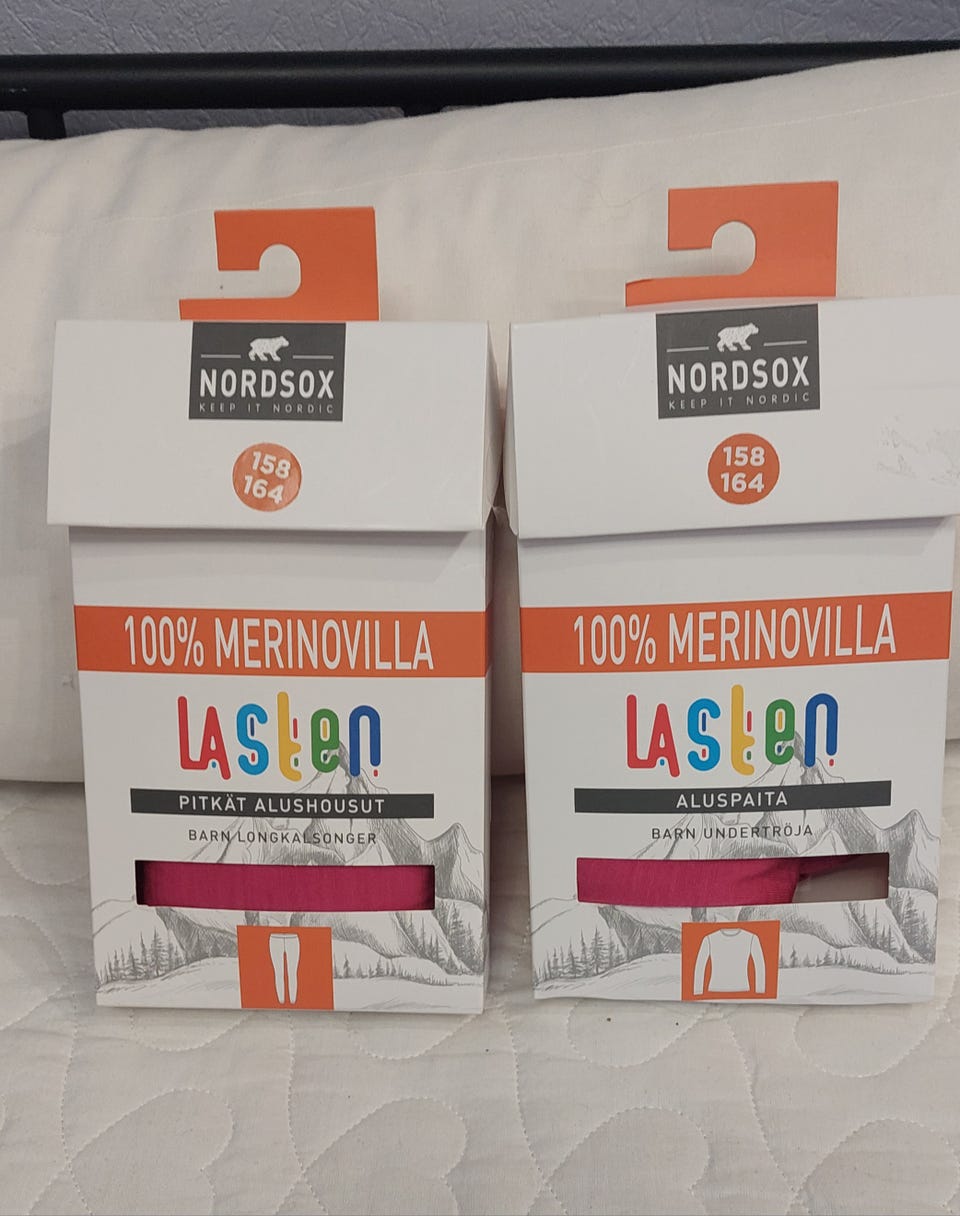 NORDSOX
KEEP IT NORDIC
158
164
100% MERINOVILLA
Lasten
PITKÄT ALUSHOUSUT
BARN LONGKALSONGER
NORDSOX
KEEP IT NORDIC
158
164
100% MERINOVILLA
Lasten
ALUSPAITA
BARN UNDERTRÖJA